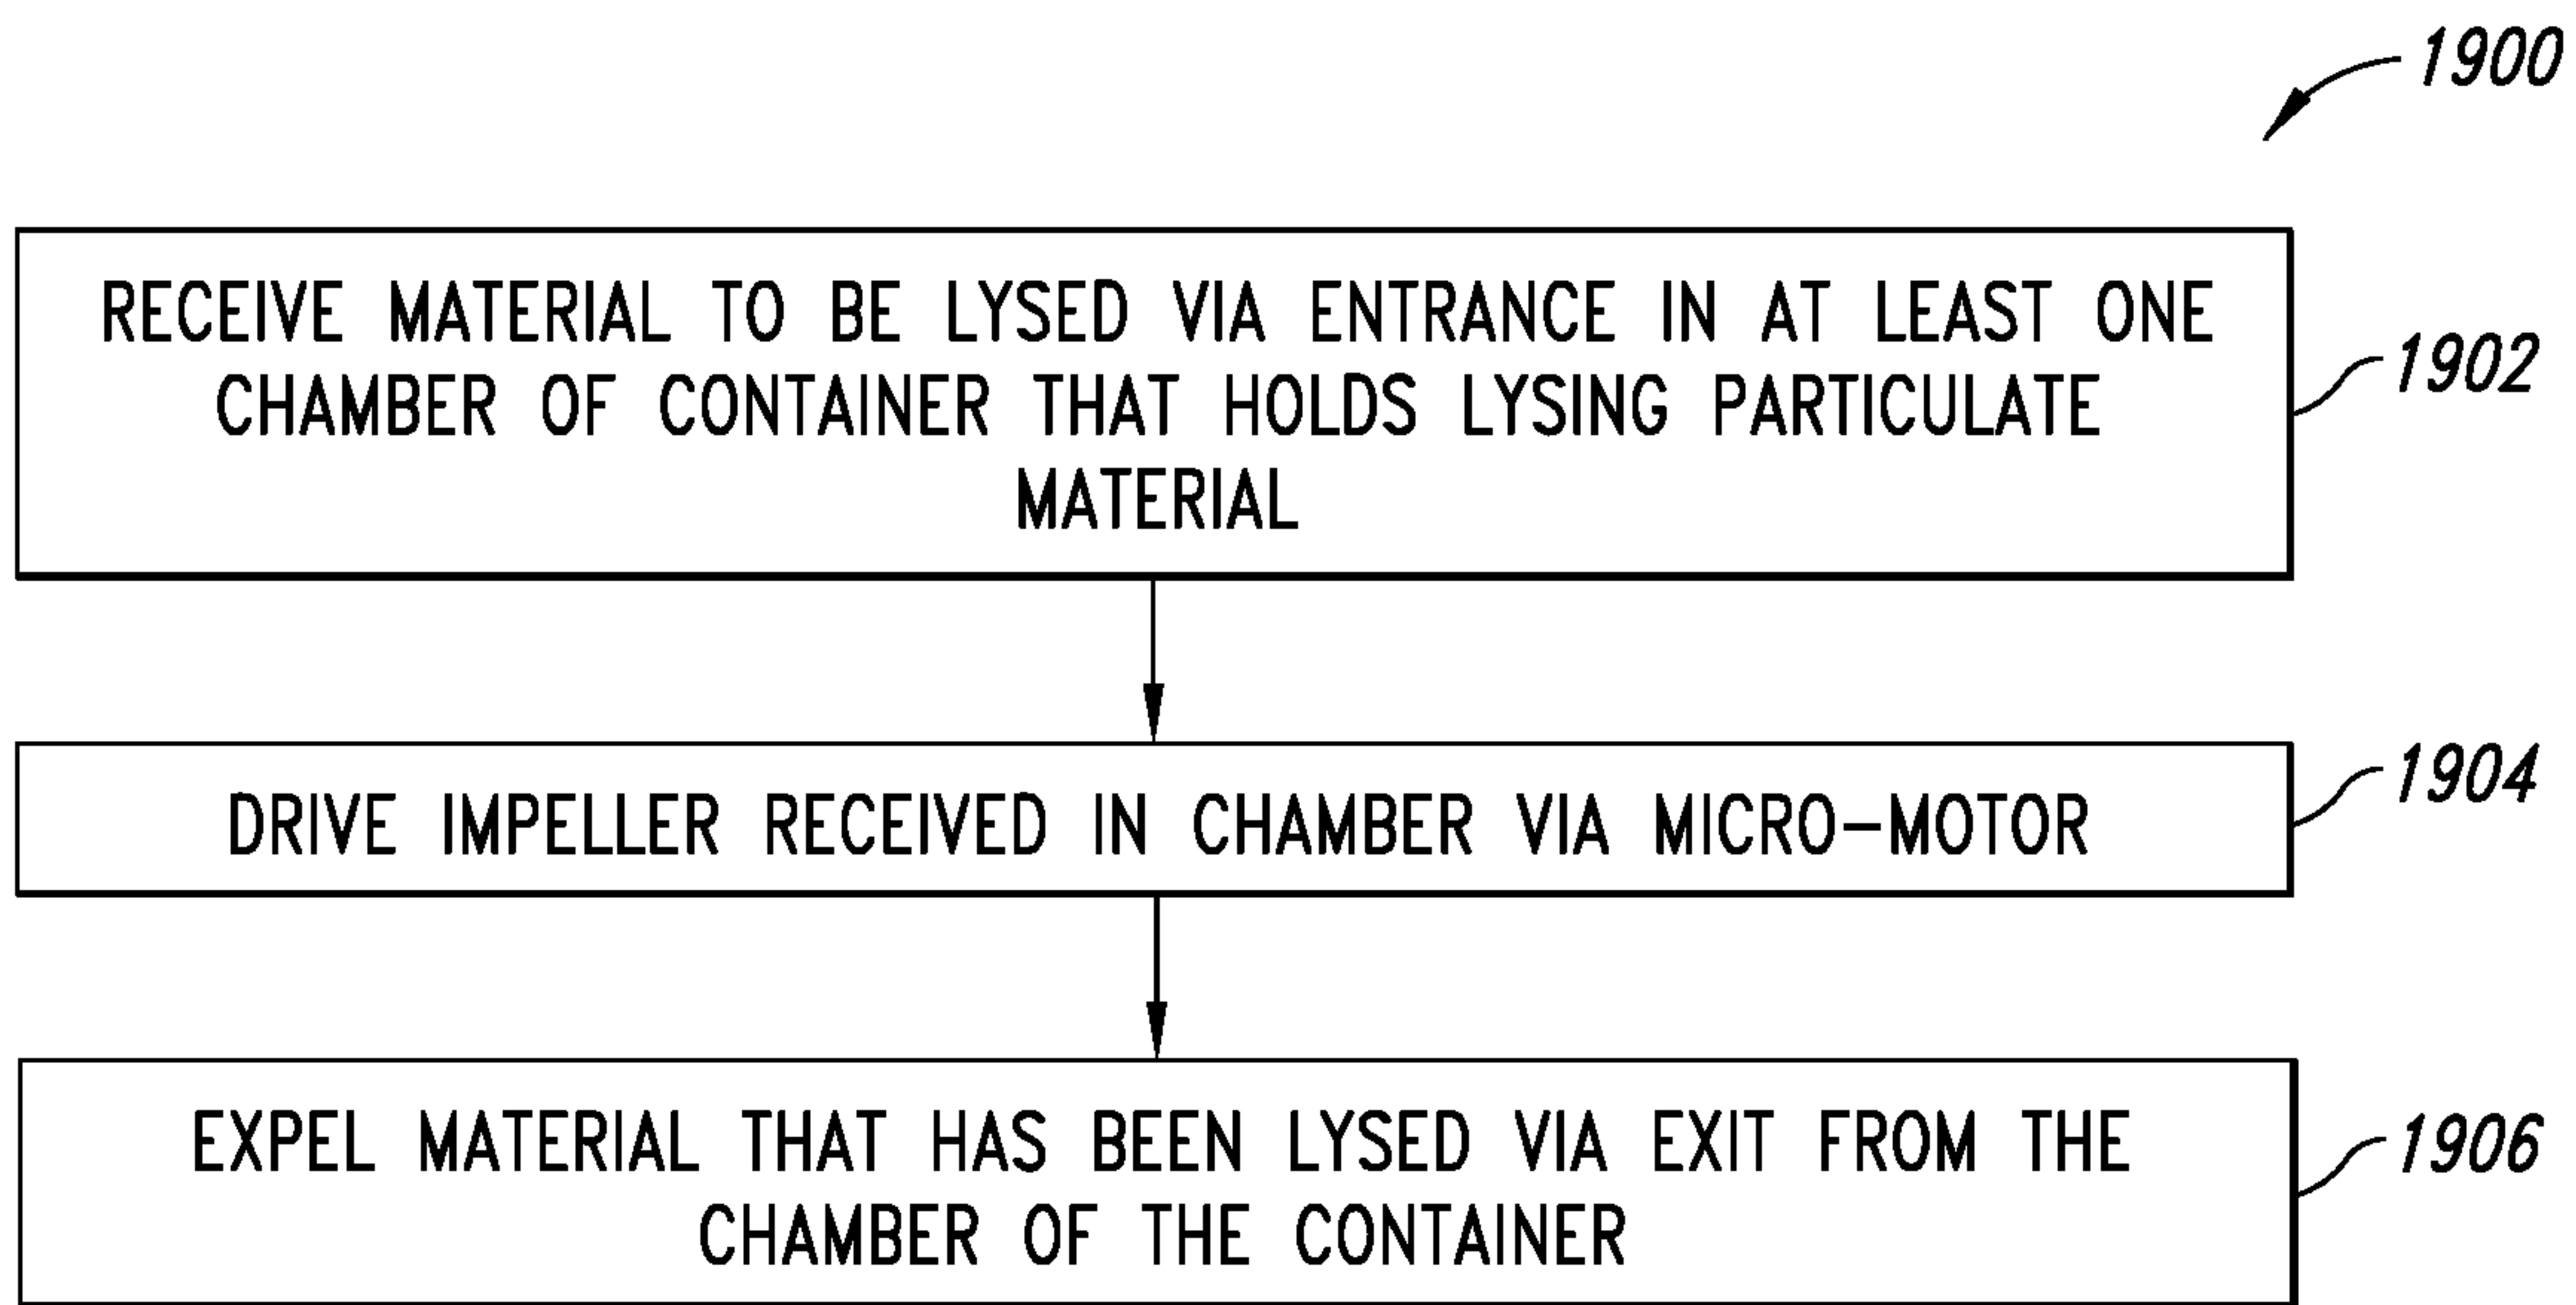 1900
RECEIVE MATERIAL TO BE LYSED VIA ENTRANCE IN AT LEAST ONE
CHAMBER OF CONTAINER THAT HOLDS LYSING PARTICULATE
MATERIAL
1902
DRIVE IMPELLER RECEIVED IN CHAMBER VIA MICRO-MOTOR
1904
EXPEL MATERIAL THAT HAS BEEN LYSED VIA EXIT FROM THE
CHAMBER OF THE CONTAINER
1906